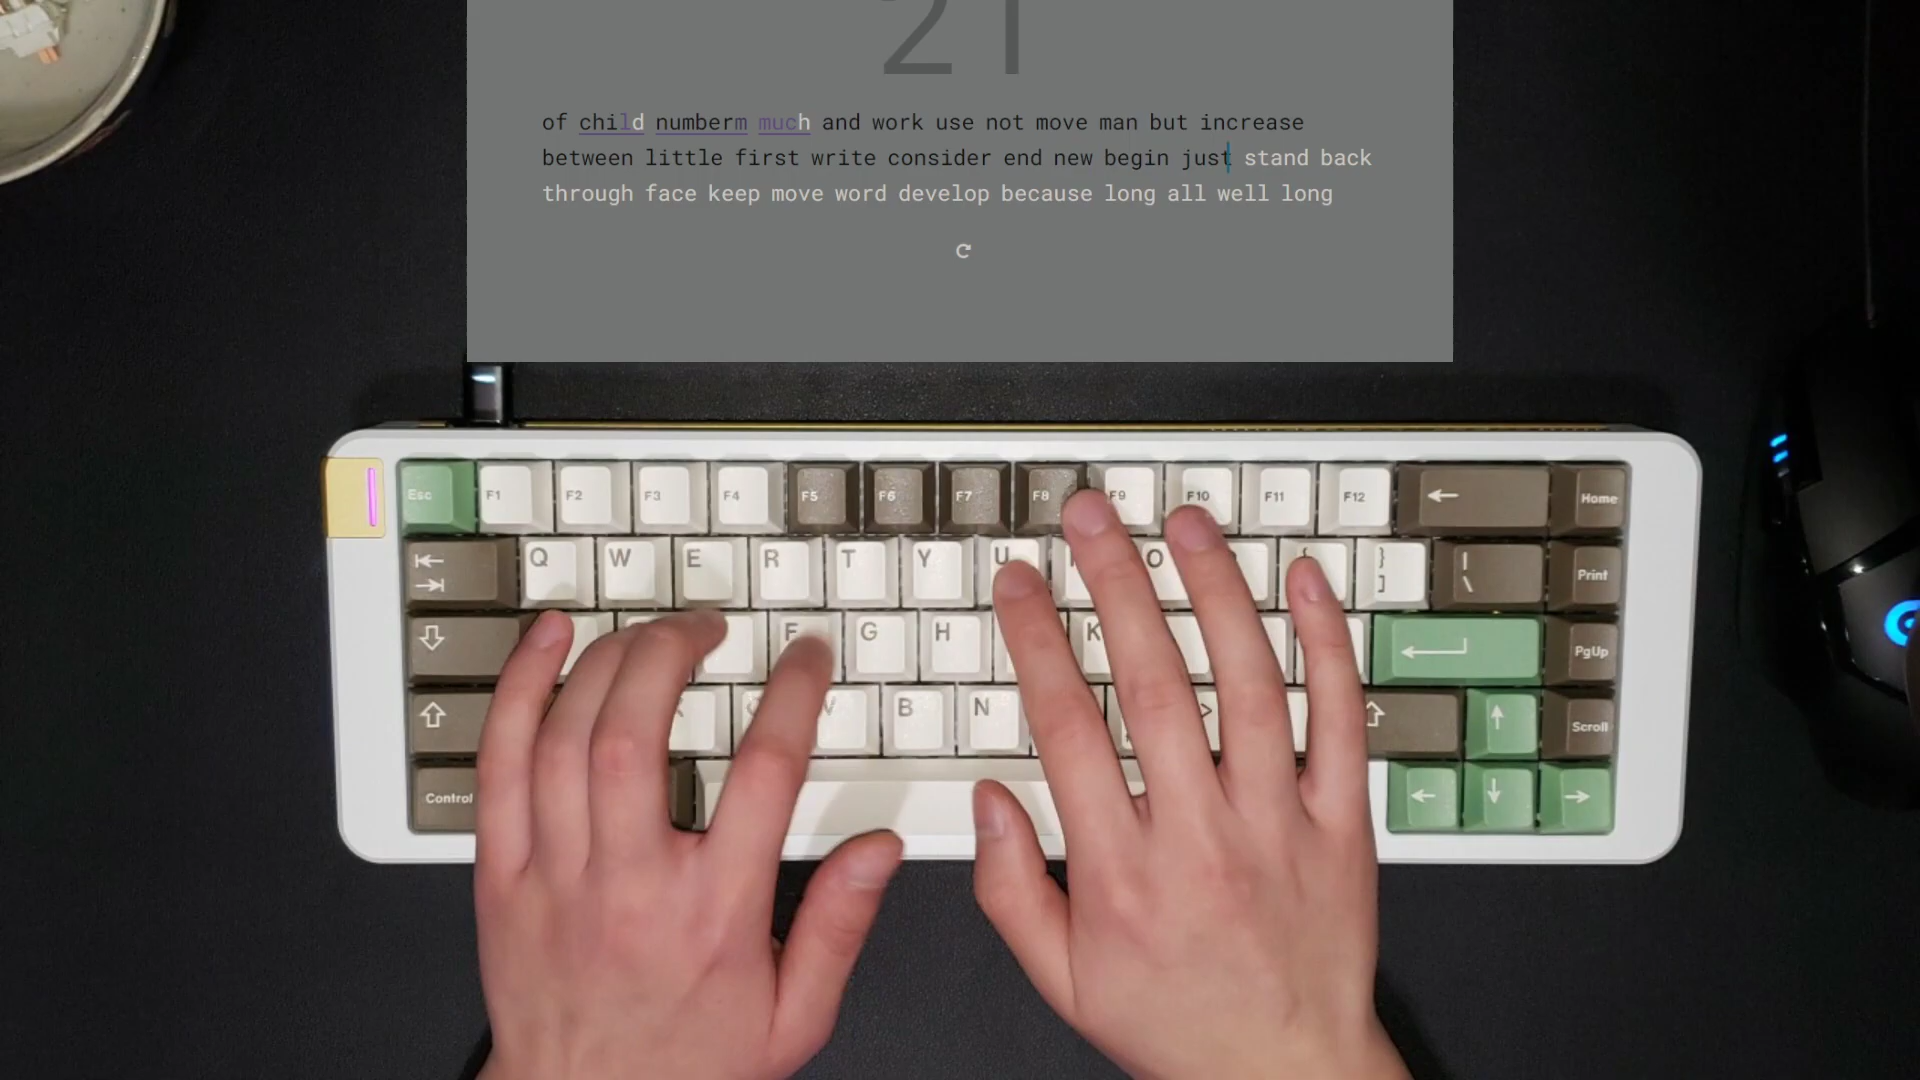 21
of child numberm much and work use not move man but increase
between little first write consider end new begin just stand back
through face keep move word develop because long all well long
Esc F1 F2 F3 F4 F5 F6 F7 F8 F9 F10 F11 F12 Home
Q W E R T Y U O { } ] | \ Print
F G H K PgUp
X V B N > Scroll
Control